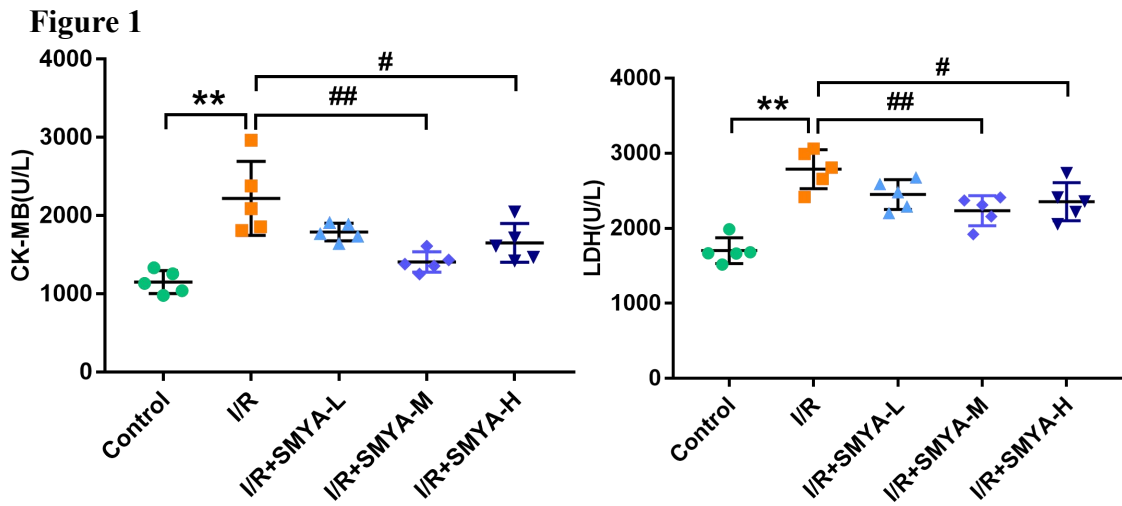 Figure 1
CK-MB(U/L)
4000
3000
2000
1000
0
**
##
#
Control
I/R
I/R+SMYA-L
I/R+SMYA-M
I/R+SMYA-H
LDH(U/L)
4000
3000
2000
1000
0
**
##
#
Control
I/R
I/R+SMYA-L
I/R+SMYA-M
I/R+SMYA-H